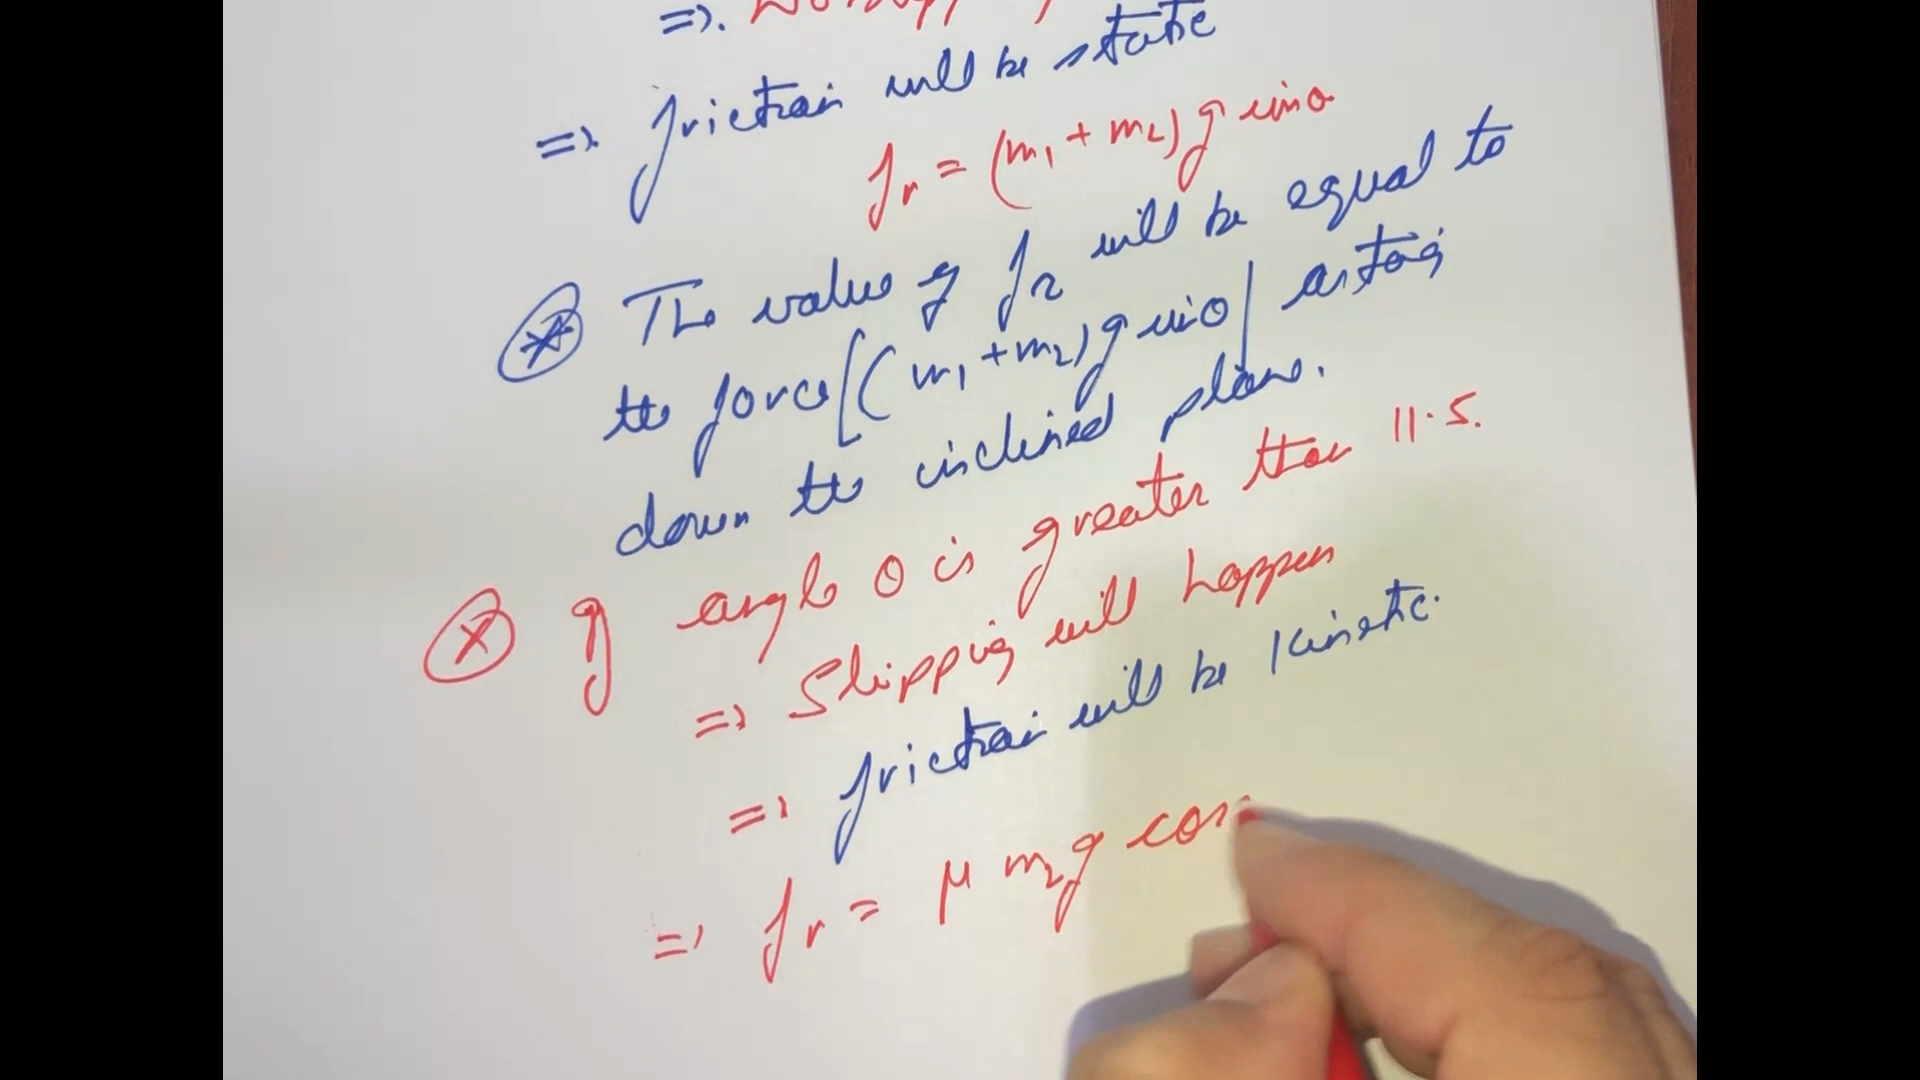 =>.
=> friction will be static
fr = (m1 + m2) g sinθ
* The value of fr will be equal to
the force [(m1 + m2) g sinθ] acting
down the inclined plane.
* If angle θ is greater than 11.5.
=> Slipping will happen
=> friction will be kinetic.
=> fr = μ m2 g cos